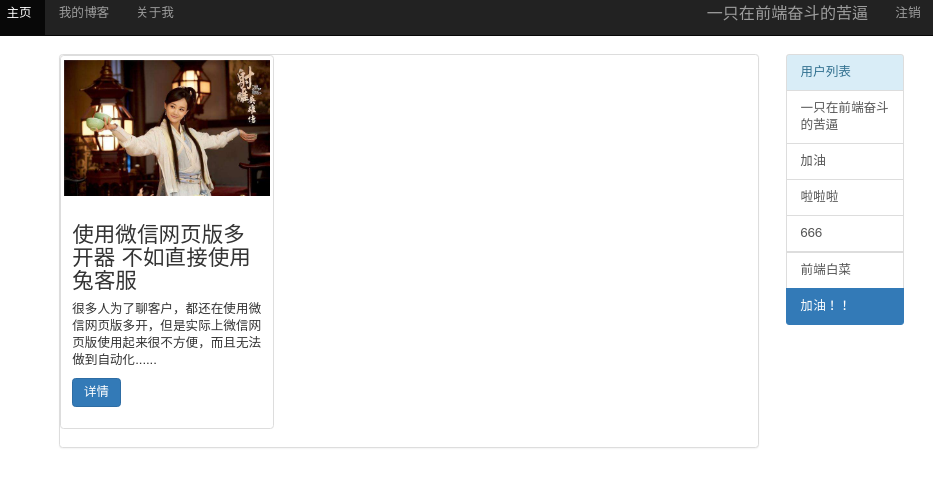 主页 我的博客 关于我 一只在前端奋斗的苦逼 注销
射雕
英雄传
使用微信网页版多
开器 不如直接使用
兔客服
很多人为了聊客户，都还在使用微
信网页版多开，但是实际上微信网
页版使用起来很不方便，而且无法
做到自动化......
详情
用户列表
一只在前端奋斗
的苦逼
加油
啦啦啦
666
前端白菜
加油！！